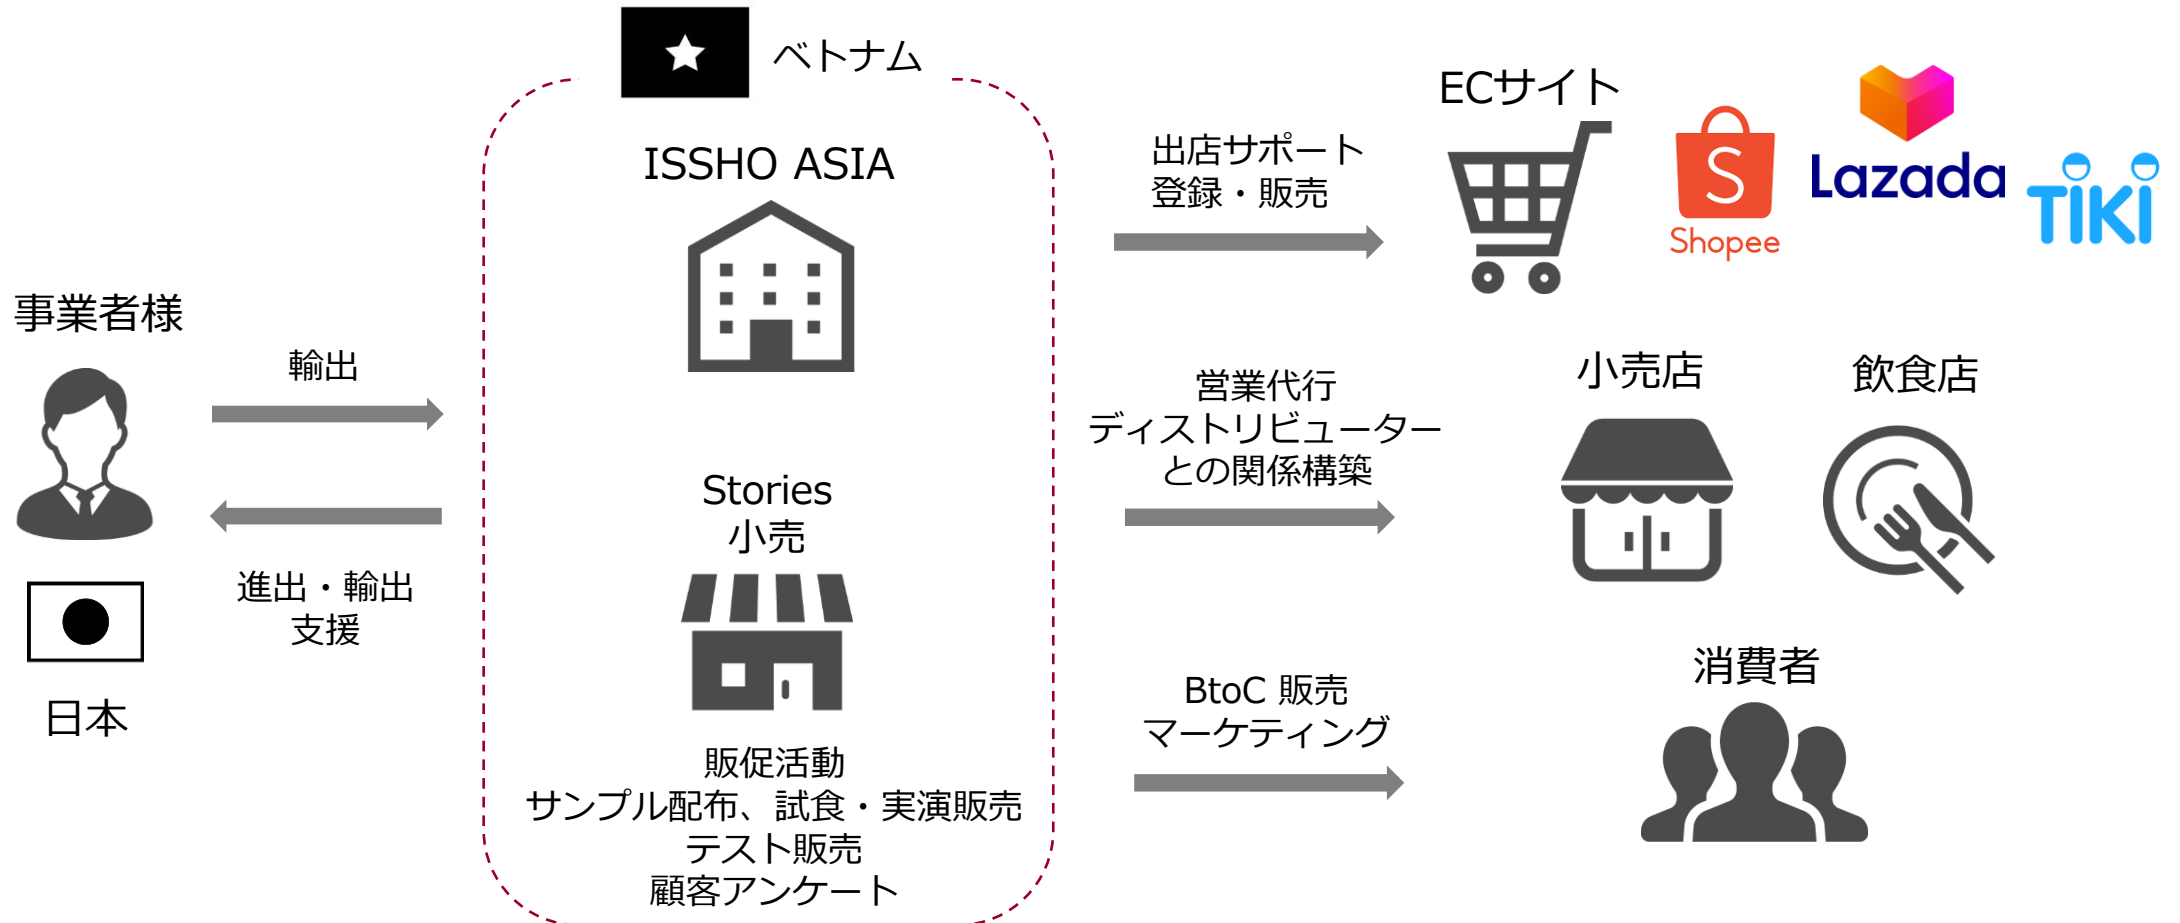 事業者様
日本
輸出
進出・輸出
支援
ベトナム
ISSHO ASIA
Stories
小売
販促活動
サンプル配布、試食・実演販売
テスト販売
顧客アンケート
出店サポート
登録・販売
ECサイト
Shopee
Lazada
TIKI
営業代行
ディストリビューター
との関係構築
小売店
飲食店
BtoC 販売
マーケティング
消費者